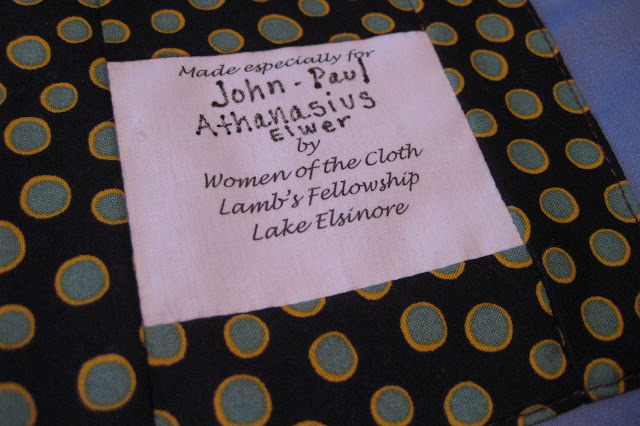 Made especially for
John-Paul
Athanasius
Elwer
by
Women of the Cloth
Lamb's Fellowship
Lake Elsinore